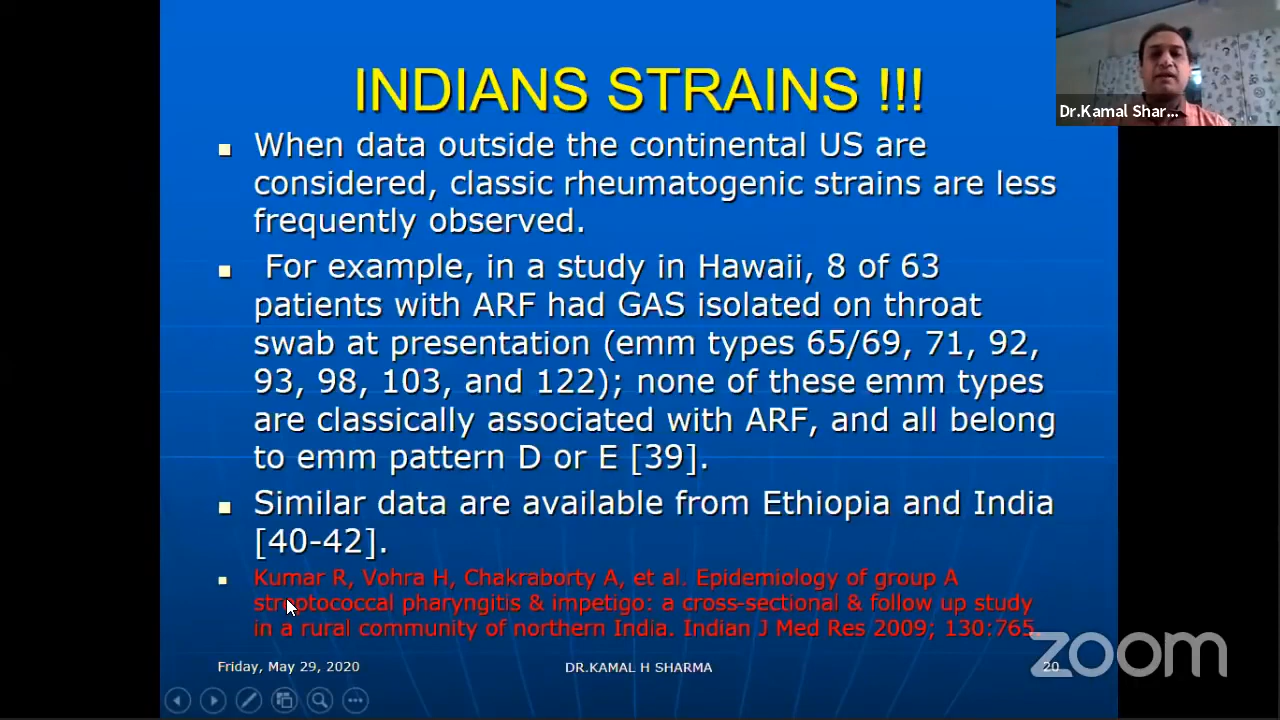 INDIANS STRAINS !!!
Dr.Kamal Shar...
When data outside the continental US are
considered, classic rheumatogenic strains are less
frequently observed.
For example, in a study in Hawaii, 8 of 63
patients with ARF had GAS isolated on throat
swab at presentation (emm types 65/69, 71, 92,
93, 98, 103, and 122); none of these emm types
are classically associated with ARF, and all belong
to emm pattern D or E [39].
Similar data are available from Ethiopia and India
[40-42].
Kumar R, Vohra H, Chakraborty A, et al. Epidemiology of group A
streptococcal pharyngitis & impetigo: a cross-sectional & follow up study
in a rural community of northern India. Indian J Med Res 2009; 130:765.
Friday, May 29, 2020
DR.KAMAL H SHARMA
20
zoom